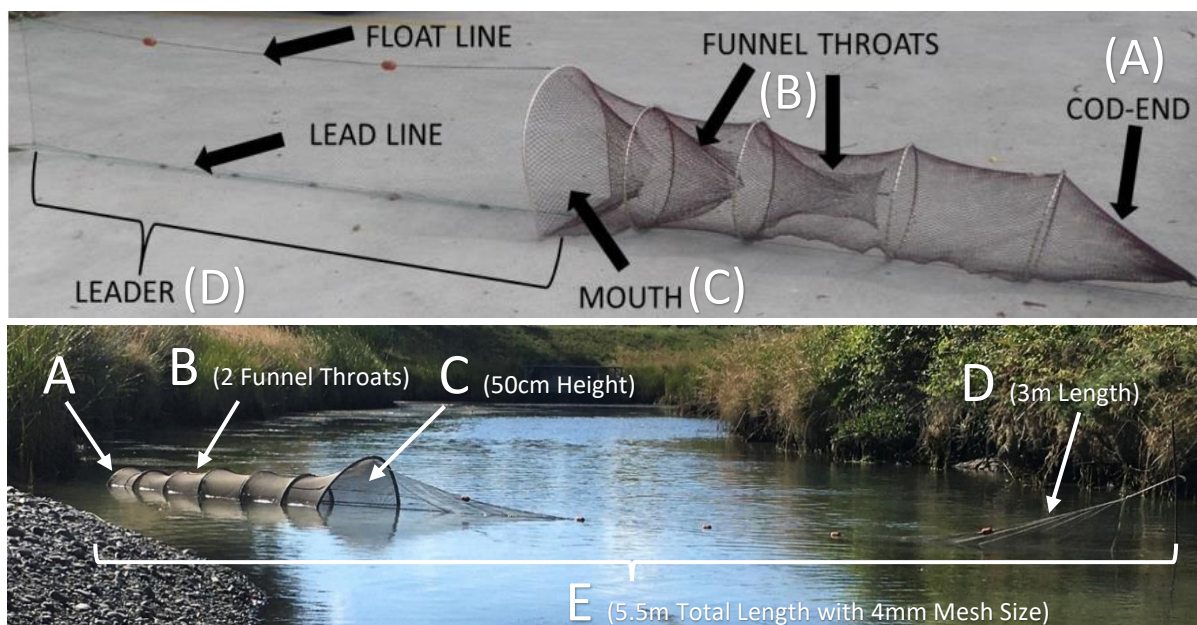 FLOAT LINE
FUNNEL THROATS
(A)
(B)
COD-END
LEAD LINE
LEADER (D)
MOUTH (C)
A
B (2 Funnel Throats)
C (50cm Height)
D (3m Length)
E (5.5m Total Length with 4mm Mesh Size)